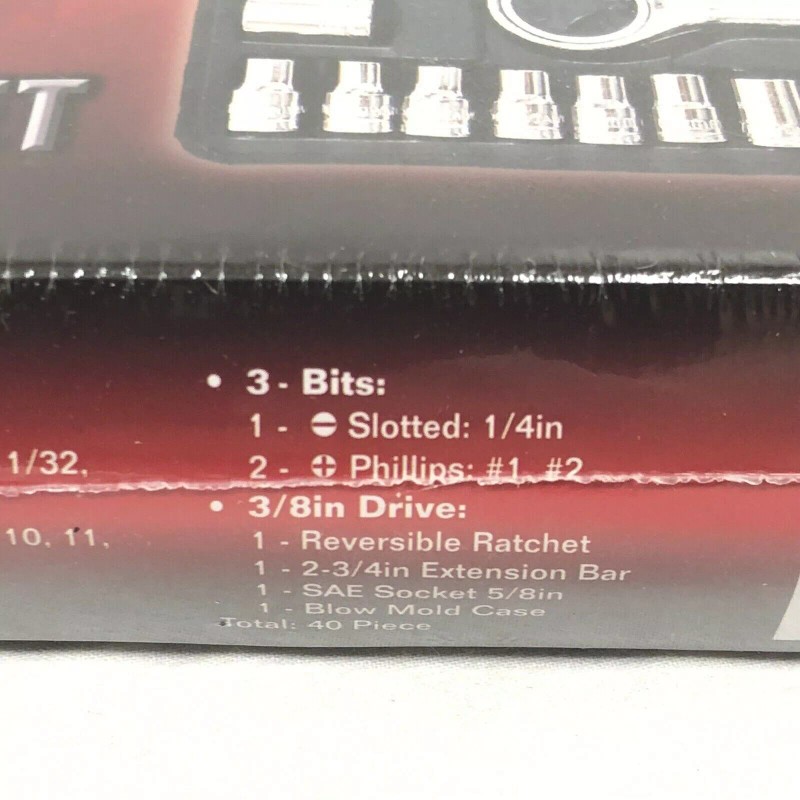 T
• 3 - Bits:
1 - Slotted: 1/4in
1/32,
2 - Phillips: #1, #2
• 3/8in Drive:
10, 11,
1 - Reversible Ratchet
1 - 2-3/4in Extension Bar
1 - SAE Socket 5/8in
1 - Blow Mold Case
Total: 40 Piece